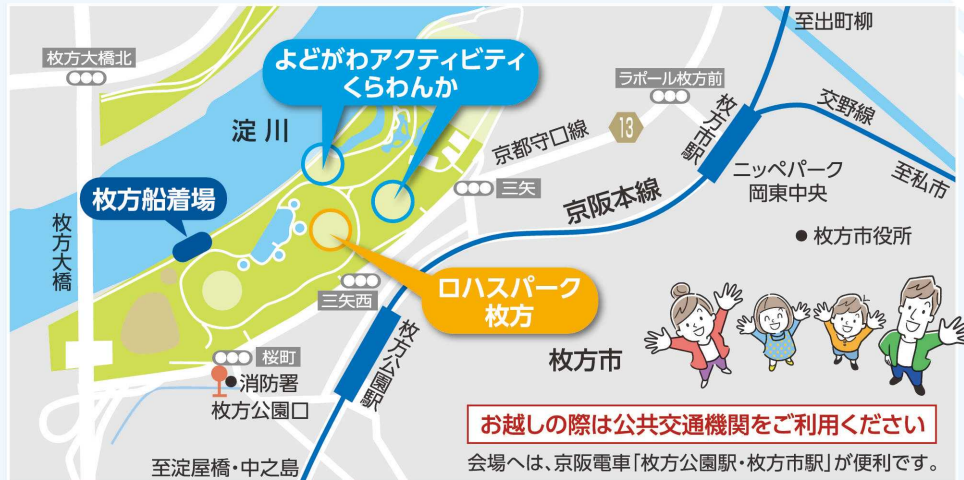 至出町柳
枚方大橋北
よどがわアクティビティ
くらわんか
ラポール枚方前
枚方市駅
交野線
淀川
京都守口線
13
至私市
ニッペパーク
岡東中央
三矢
枚方船着場
京阪本線
枚方市役所
枚方大橋
ロハスパーク
枚方
三矢西
枚方公園駅
枚方市
桜町
消防署
枚方公園口
お越しの際は公共交通機関をご利用ください
至淀屋橋・中之島
会場へは、京阪電車「枚方公園駅・枚方市駅」が便利です。